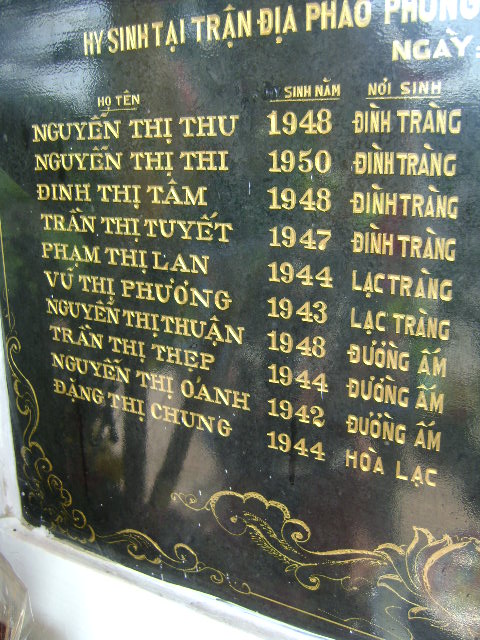 HY SINH TẠI TRẬN ĐỊA PHÁO PHÒNG
NGÀY
HỌ TÊN SINH NĂM NƠI SINH
NGUYỄN THỊ THU 1948 ĐÌNH TRÀNG
NGUYỄN THỊ THI 1950 ĐÌNH TRÀNG
ĐINH THỊ TÂM 1948 ĐÌNH TRÀNG
TRẦN THỊ TUYẾT 1947 ĐÌNH TRÀNG
PHẠM THỊ LAN 1944 LẠC TRÀNG
VŨ THỊ PHƯƠNG 1943 LẠC TRÀNG
NGUYỄN THỊ THUẬN 1948 ĐƯỜNG ẤM
TRẦN THỊ THẸP 1944 ĐƯỜNG ẤM
NGUYỄN THỊ OÁNH 1942 ĐƯỜNG ẤM
ĐẶNG THỊ CHUNG 1944 HÒA LẠC